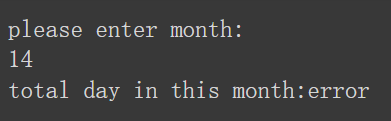 please enter month:
14
total day in this month:error